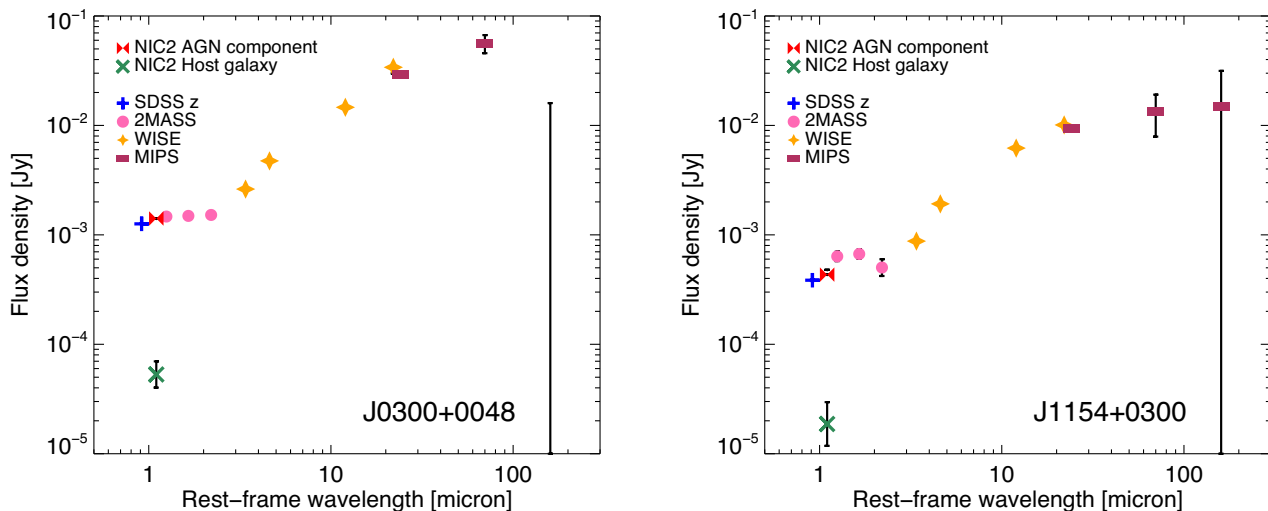 10⁻¹
10⁻²
10⁻³
10⁻⁴
10⁻⁵
Flux density [Jy]
NIC2 AGN component
NIC2 Host galaxy
SDSS z
2MASS
WISE
MIPS
J0300+0048
1
10
100
Rest−frame wavelength [micron]
10⁻¹
10⁻²
10⁻³
10⁻⁴
10⁻⁵
Flux density [Jy]
NIC2 AGN component
NIC2 Host galaxy
SDSS z
2MASS
WISE
MIPS
J1154+0300
1
10
100
Rest−frame wavelength [micron]